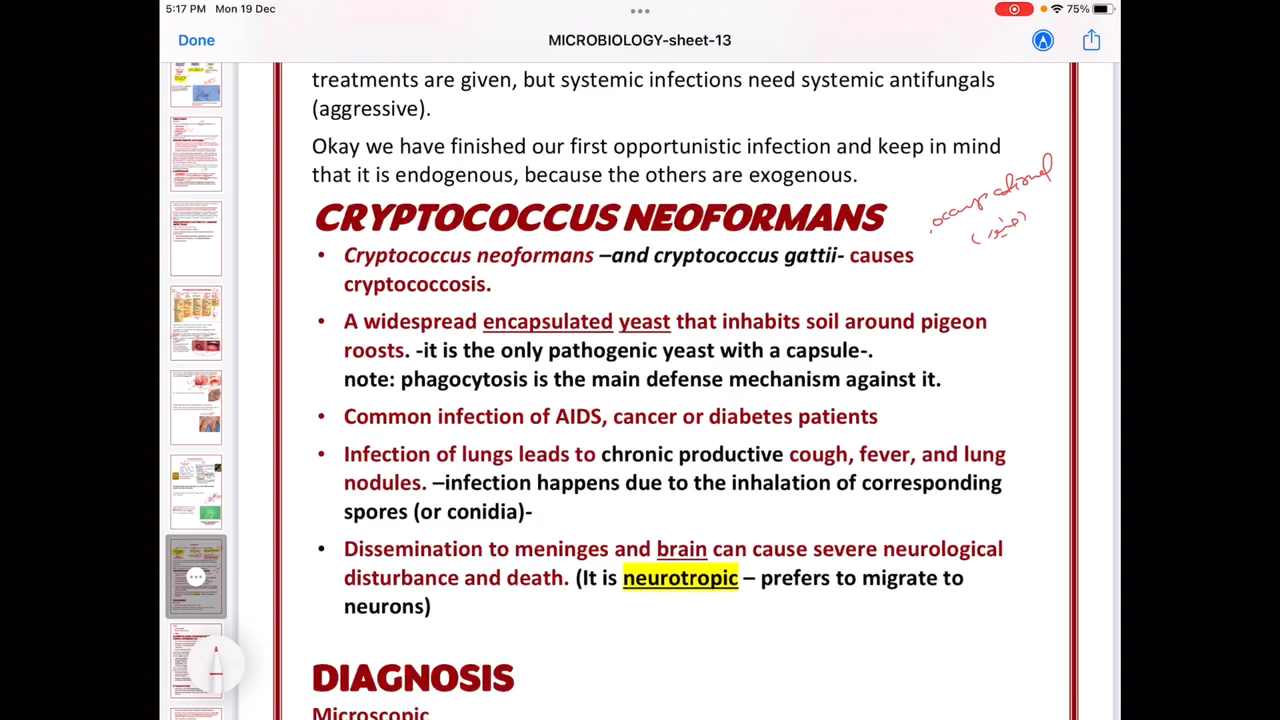 5:17 PM Mon 19 Dec
75%
Done
MICROBIOLOGY-sheet-13
treatments are given, but systemic infections need systemic antifungals
(aggressive).
Okay we have finished our first opportunistic infection and keep in mind
that it is endogenous, because the others are exogenous.
occupational
CRYPTOCOCCUS NEOFORMANS
• Cryptococcus neoformans –and cryptococcus gattii- causes
cryptococcosis.
• A widespread encapsulated yeast that inhabits soil around pigeon
roosts. -it is the only pathogenic yeast with a capsule-.
note: phagocytosis is the main defense mechanism against it.
• Common infection of AIDS, cancer or diabetes patients
• Infection of lungs leads to chronic productive cough, fever, and lung
nodules. –infection happen due to the inhalation of corresponding
spores (or conidia)-
• Dissemination to meninges and brain can cause severe neurological
disturbance and death. (It is neurotropic – prefers to migrate to
neurons)
DIAGNOSIS
Microscopic